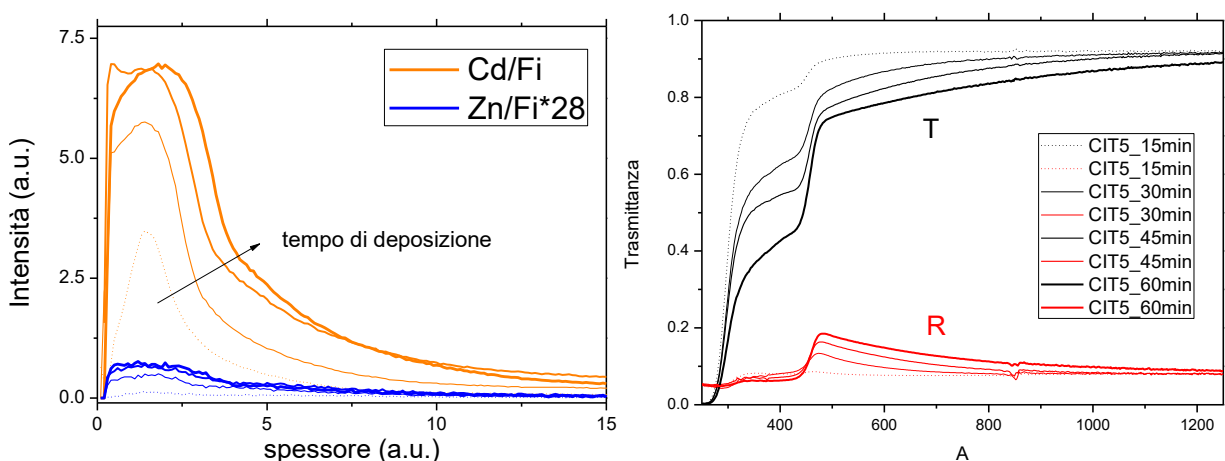 7.5
5.0
2.5
0.0
0
5
10
15
Intensità (a.u.)
spessore (a.u.)
Cd/Fi
Zn/Fi*28
tempo di deposizione
1.0
0.8
0.6
0.4
0.2
0.0
400
600
800
1000
1200
Trasmittanza
A
T
R
CIT5_15min
CIT5_15min
CIT5_30min
CIT5_30min
CIT5_45min
CIT5_45min
CIT5_60min
CIT5_60min